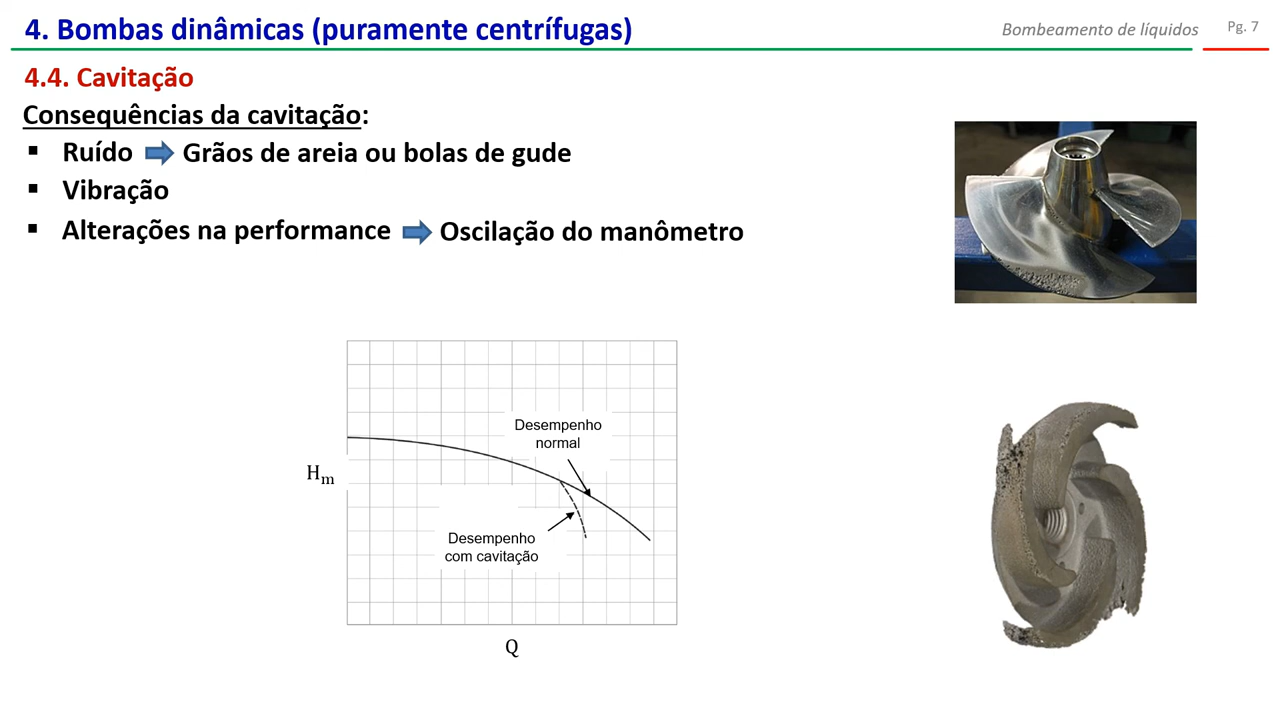 4. Bombas dinâmicas (puramente centrífugas)
Bombeamento de líquidos
Pg. 7
4.4. Cavitação
Consequências da cavitação:
▪ Ruído ➡ Grãos de areia ou bolas de gude
▪ Vibração
▪ Alterações na performance ➡ Oscilação do manômetro
Desempenho
normal
Hm
Desempenho
com cavitação
Q